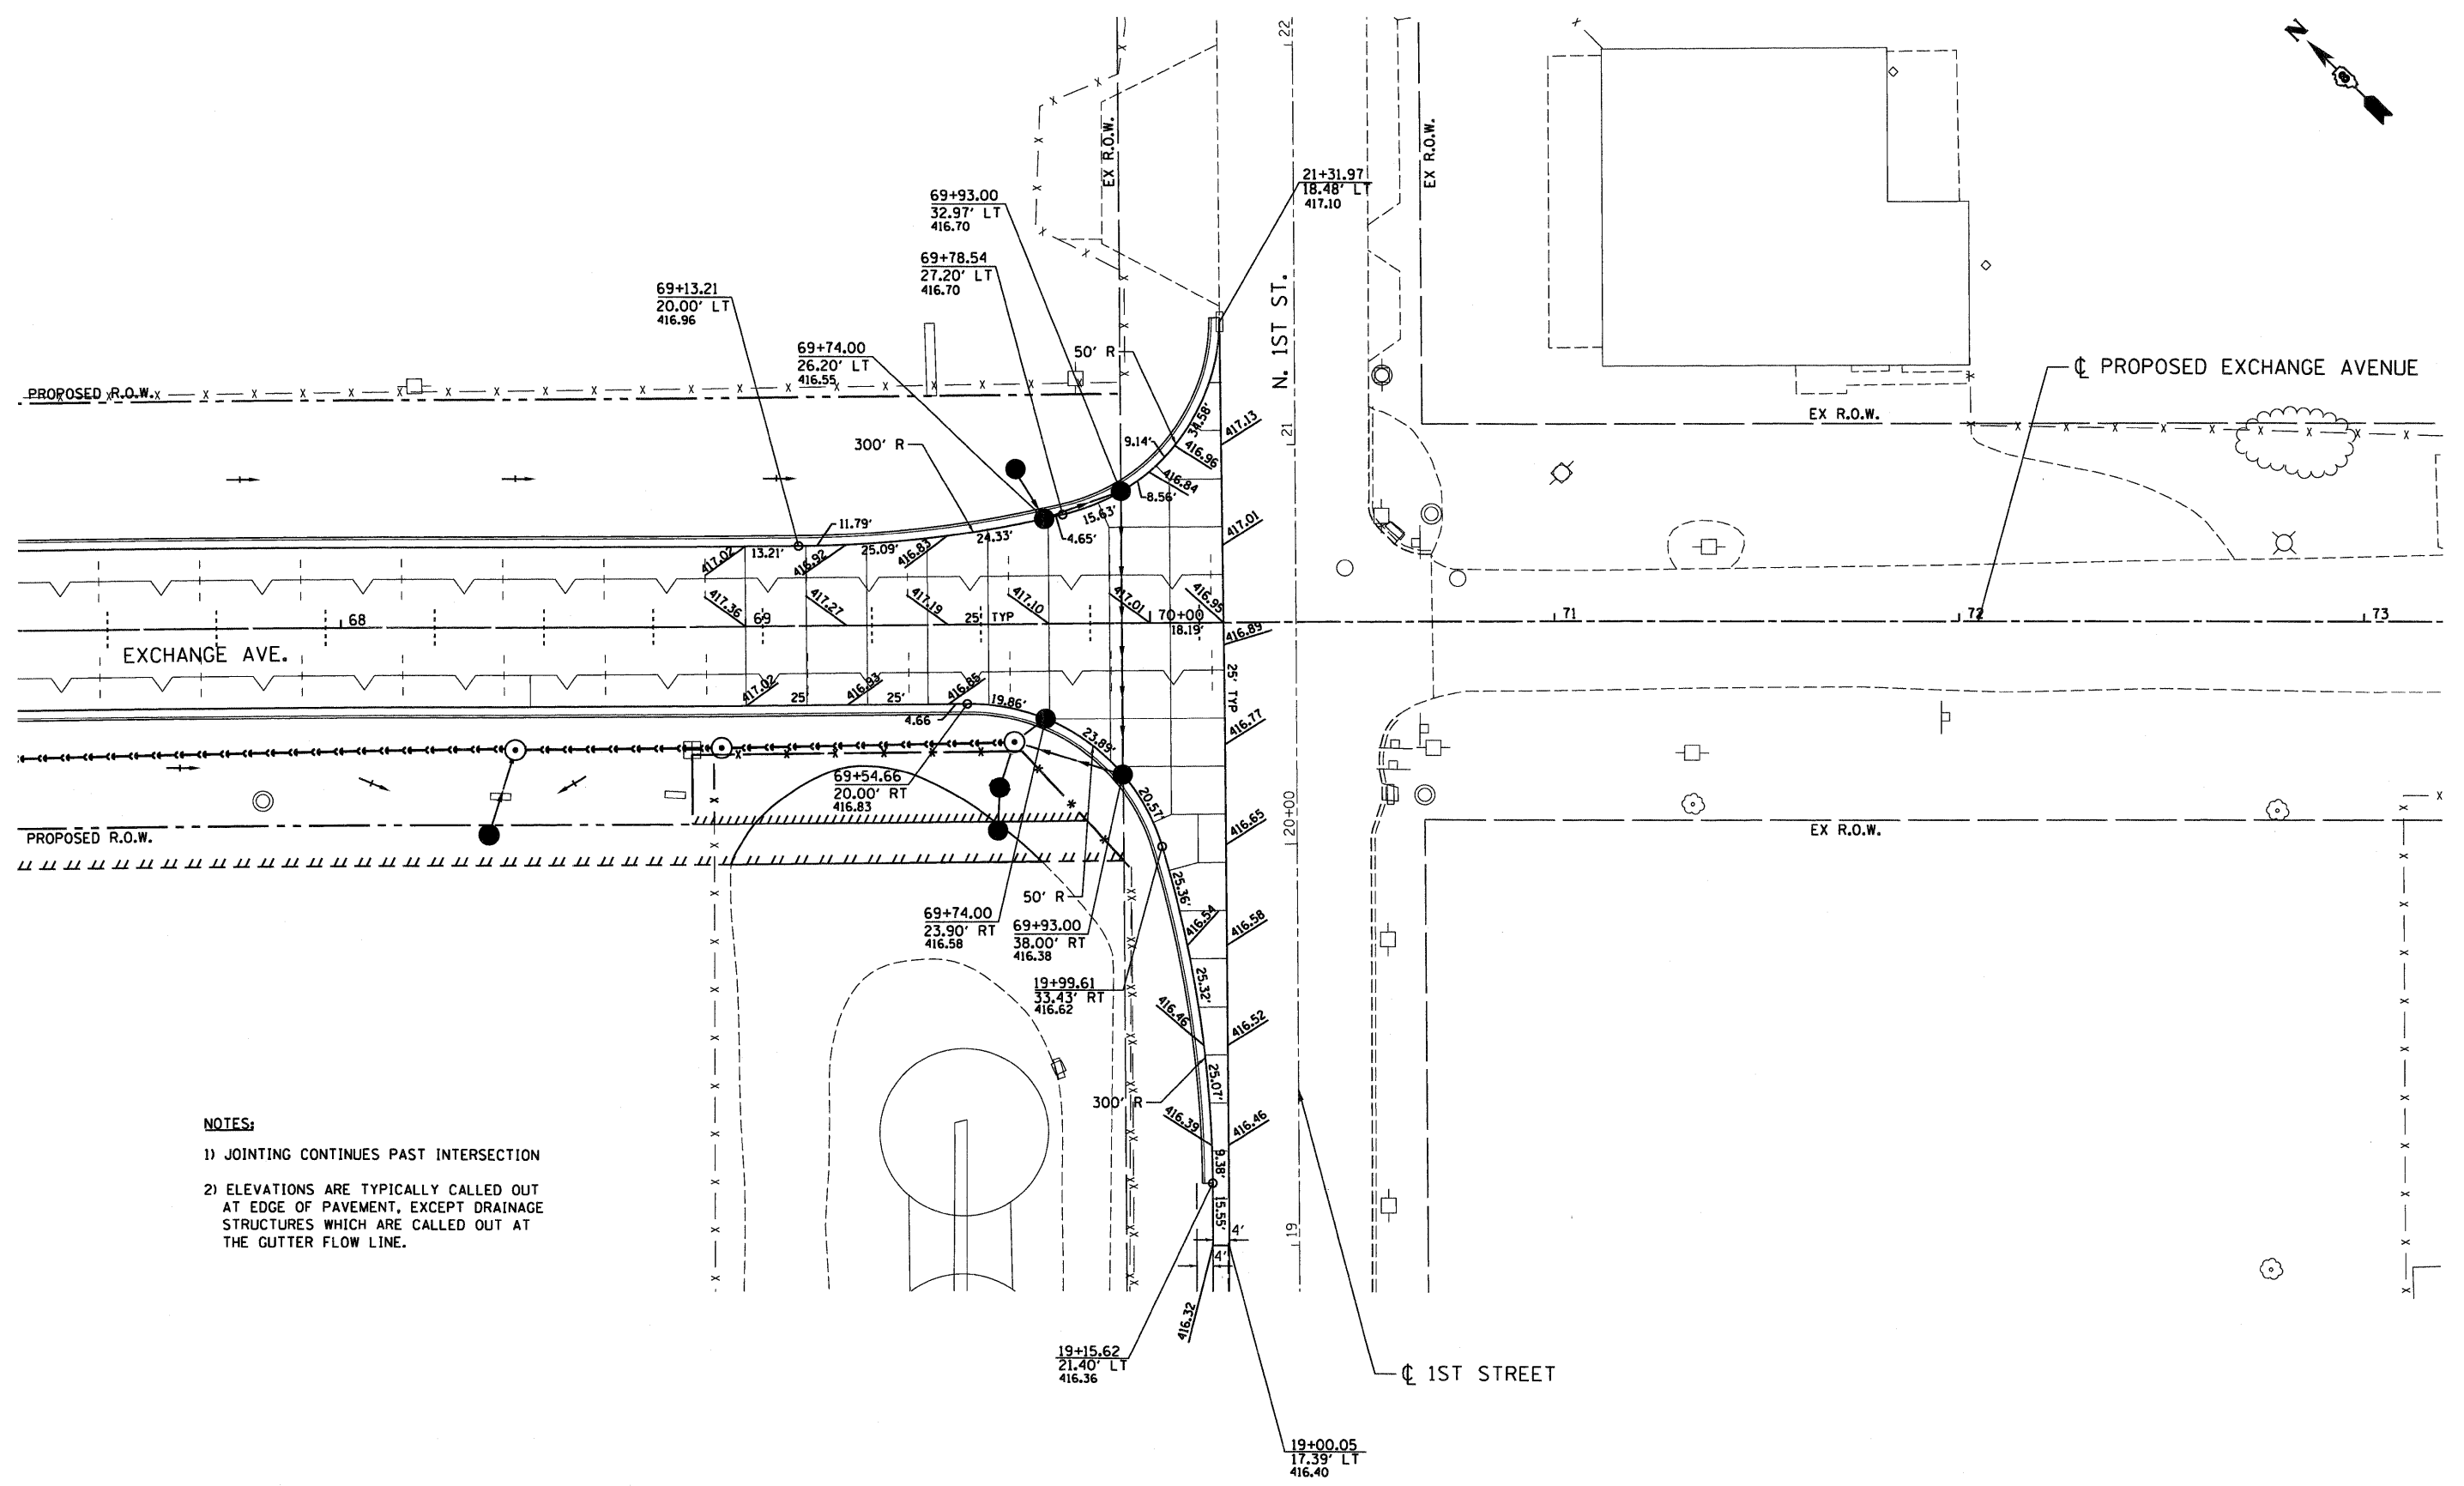 22
N
8
EX R.O.W.
EX R.O.W.
21+31.97
18.48' LT
417.10
69+93.00
32.97' LT
416.70
69+78.54
27.20' LT
416.70
69+13.21
20.00' LT
416.96
69+74.00
26.20' LT
416.55
50' R
N. 1ST ST.
℄ PROPOSED EXCHANGE AVENUE
PROPOSED R.O.W.
EX R.O.W.
300' R
34.58'
9.14'
417.13
21
416.96
416.84
8.56'
15.63'
4.65'
24.33'
11.79'
25.09'
13.21'
417.02
416.92
416.83
417.01
417.36
417.27
417.19
417.10
417.01
416.95
68
69
25' TYP
70+00
18.19'
416.89
71
72
73
EXCHANGE AVE.
417.02
25'
416.93
25'
416.85
19.86'
4.66
23.89'
25' TYP
416.77
69+54.66
20.00' RT
416.83
20.57'
416.65
20+00
PROPOSED R.O.W.
EX R.O.W.
50' R
25.36'
69+74.00
23.90' RT
416.58
69+93.00
38.00' RT
416.38
416.54
416.58
19+99.61
33.43' RT
416.62
25.32'
416.46
416.52
300' R
25.07'
416.39
416.46
9.38'
15.55'
4'
4'
19
416.32
NOTES:
1) JOINTING CONTINUES PAST INTERSECTION
2) ELEVATIONS ARE TYPICALLY CALLED OUT
AT EDGE OF PAVEMENT, EXCEPT DRAINAGE
STRUCTURES WHICH ARE CALLED OUT AT
THE GUTTER FLOW LINE.
19+15.62
21.40' LT
416.36
℄ 1ST STREET
19+00.05
17.39' LT
416.40